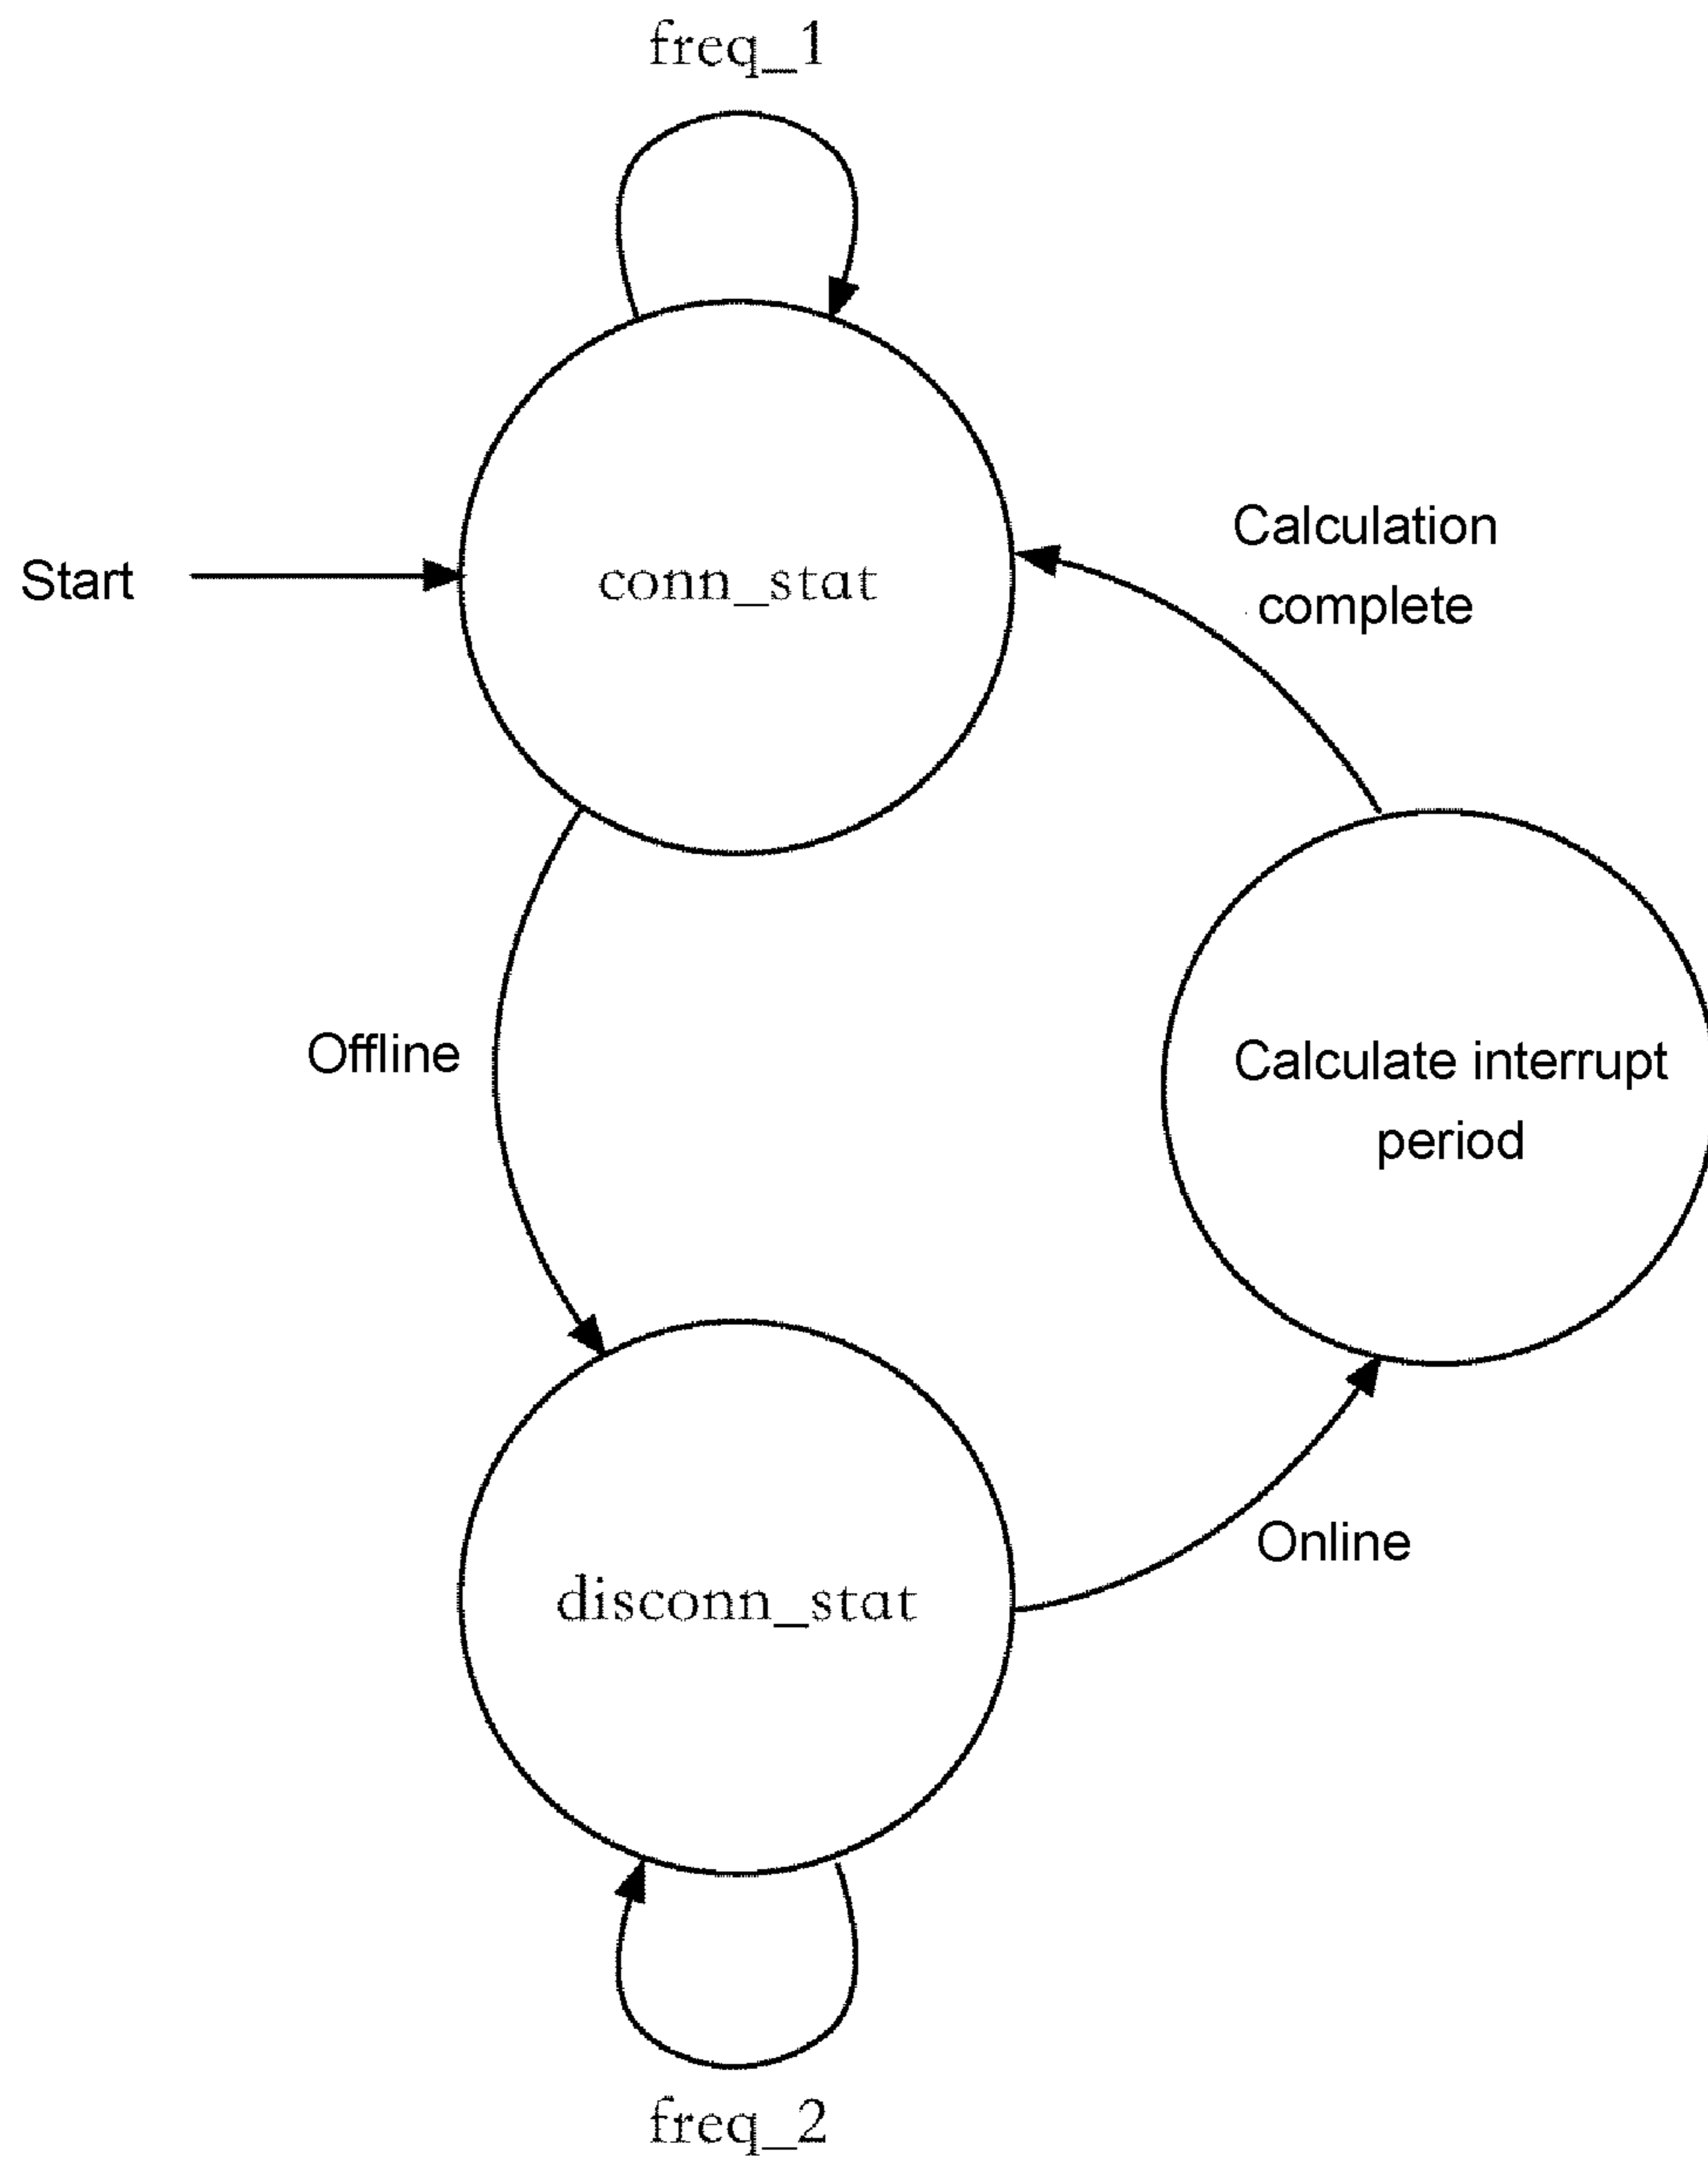 freq_1
Start
conn_stat
Calculation
complete
Offline
Calculate interrupt
period
Online
disconn_stat
freq_2